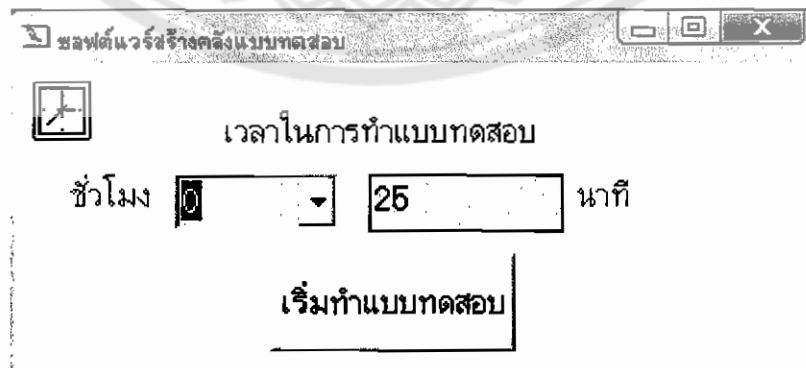 ซอฟต์แวร์สร้างคลังแบบทดสอบ
เวลาในการทำแบบทดสอบ
ชั่วโมง 0 25 นาที
เริ่มทำแบบทดสอบ